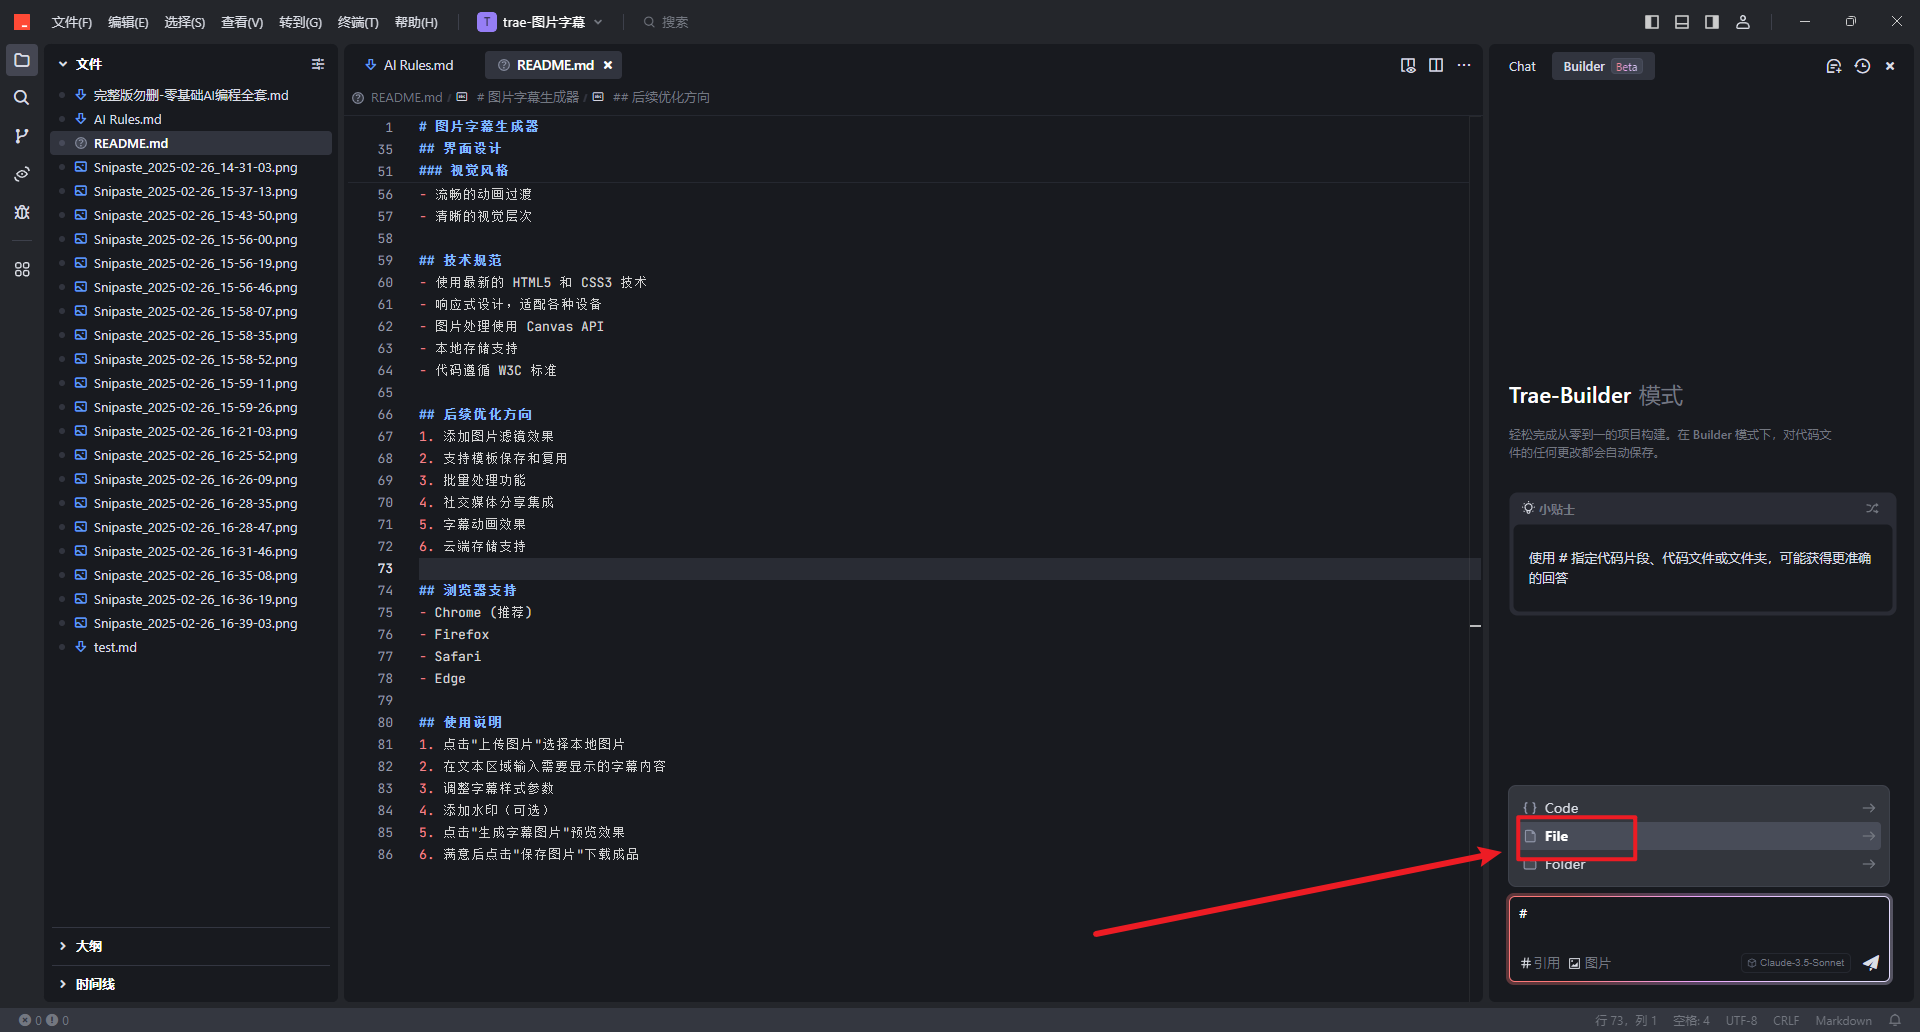 文件(F) 编辑(E) 选择(S) 查看(V) 转到(G) 终端(T) 帮助(H) T trae-图片字幕 搜索
文件
完整版勿删-零基础AI编程全套.md
AI Rules.md
README.md
Snipaste_2025-02-26_14-31-03.png
Snipaste_2025-02-26_15-37-13.png
Snipaste_2025-02-26_15-43-50.png
Snipaste_2025-02-26_15-56-00.png
Snipaste_2025-02-26_15-56-19.png
Snipaste_2025-02-26_15-56-46.png
Snipaste_2025-02-26_15-58-07.png
Snipaste_2025-02-26_15-58-35.png
Snipaste_2025-02-26_15-58-52.png
Snipaste_2025-02-26_15-59-11.png
Snipaste_2025-02-26_15-59-26.png
Snipaste_2025-02-26_16-21-03.png
Snipaste_2025-02-26_16-25-52.png
Snipaste_2025-02-26_16-26-09.png
Snipaste_2025-02-26_16-28-35.png
Snipaste_2025-02-26_16-28-47.png
Snipaste_2025-02-26_16-31-46.png
Snipaste_2025-02-26_16-35-08.png
Snipaste_2025-02-26_16-36-19.png
Snipaste_2025-02-26_16-39-03.png
test.md
大纲
时间线
AI Rules.md README.md
README.md / # 图片字幕生成器 / ## 后续优化方向
1 # 图片字幕生成器
35 ## 界面设计
51 ### 视觉风格
56 - 流畅的动画过渡
57 - 清晰的视觉层次
58
59 ## 技术规范
60 - 使用最新的 HTML5 和 CSS3 技术
61 - 响应式设计，适配各种设备
62 - 图片处理使用 Canvas API
63 - 本地存储支持
64 - 代码遵循 W3C 标准
65
66 ## 后续优化方向
67 1. 添加图片滤镜效果
68 2. 支持模板保存和复用
69 3. 批量处理功能
70 4. 社交媒体分享集成
71 5. 字幕动画效果
72 6. 云端存储支持
73
74 ## 浏览器支持
75 - Chrome (推荐)
76 - Firefox
77 - Safari
78 - Edge
79
80 ## 使用说明
81 1. 点击"上传图片"选择本地图片
82 2. 在文本区域输入需要显示的字幕内容
83 3. 调整字幕样式参数
84 4. 添加水印（可选）
85 5. 点击"生成字幕图片"预览效果
86 6. 满意后点击"保存图片"下载成品
Chat Builder Beta
Trae-Builder 模式
轻松完成从零到一的项目构建。在 Builder 模式下，对代码文
件的任何更改都会自动保存。
小贴士
使用 # 指定代码片段、代码文件或文件夹，可能获得更准确
的回答
{ } Code
File
Folder
#
#引用 图片 Claude-3.5-Sonnet
0 0 行 73，列 1 空格: 4 UTF-8 CRLF Markdown